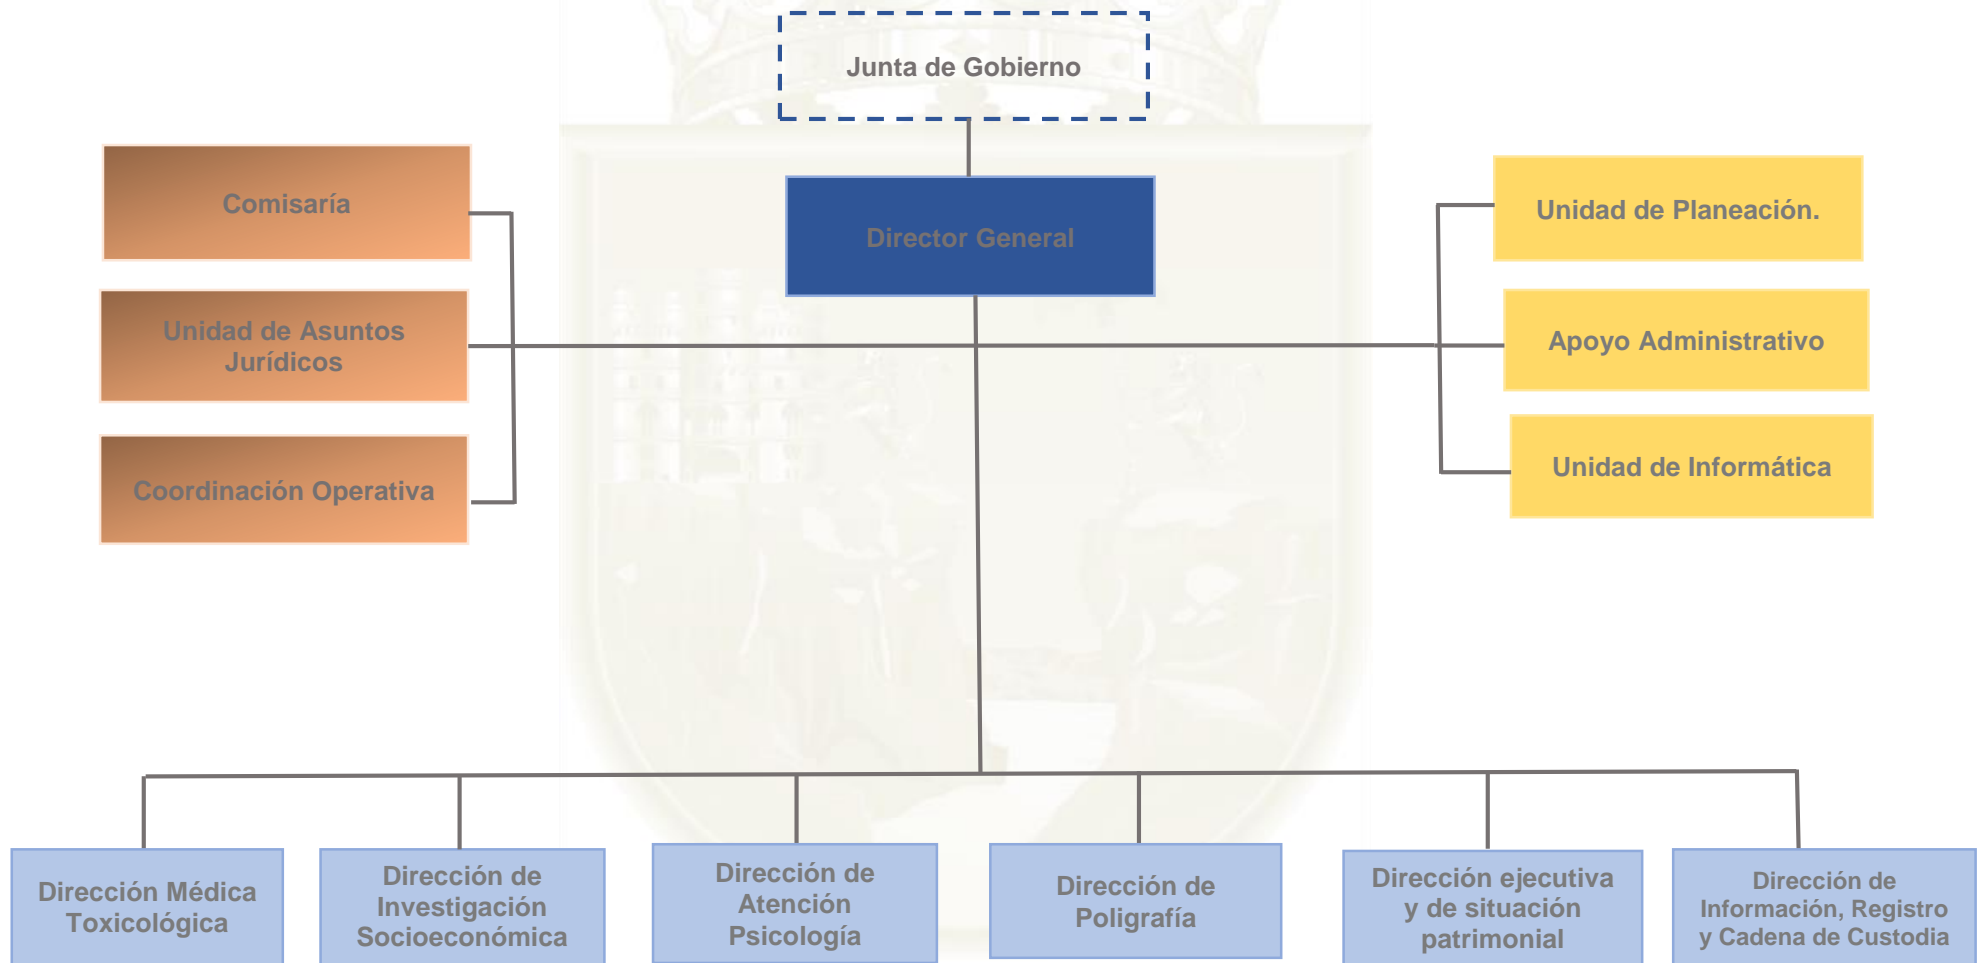 Junta de Gobierno
Director General
Comisaría
Unidad de Asuntos
Jurídicos
Coordinación Operativa
Unidad de Planeación.
Apoyo Administrativo
Unidad de Informática
Dirección Médica
Toxicológica
Dirección de
Investigación
Socioeconómica
Dirección de
Atención
Psicología
Dirección de
Poligrafía
Dirección ejecutiva
y de situación
patrimonial
Dirección de
Información, Registro
y Cadena de Custodia